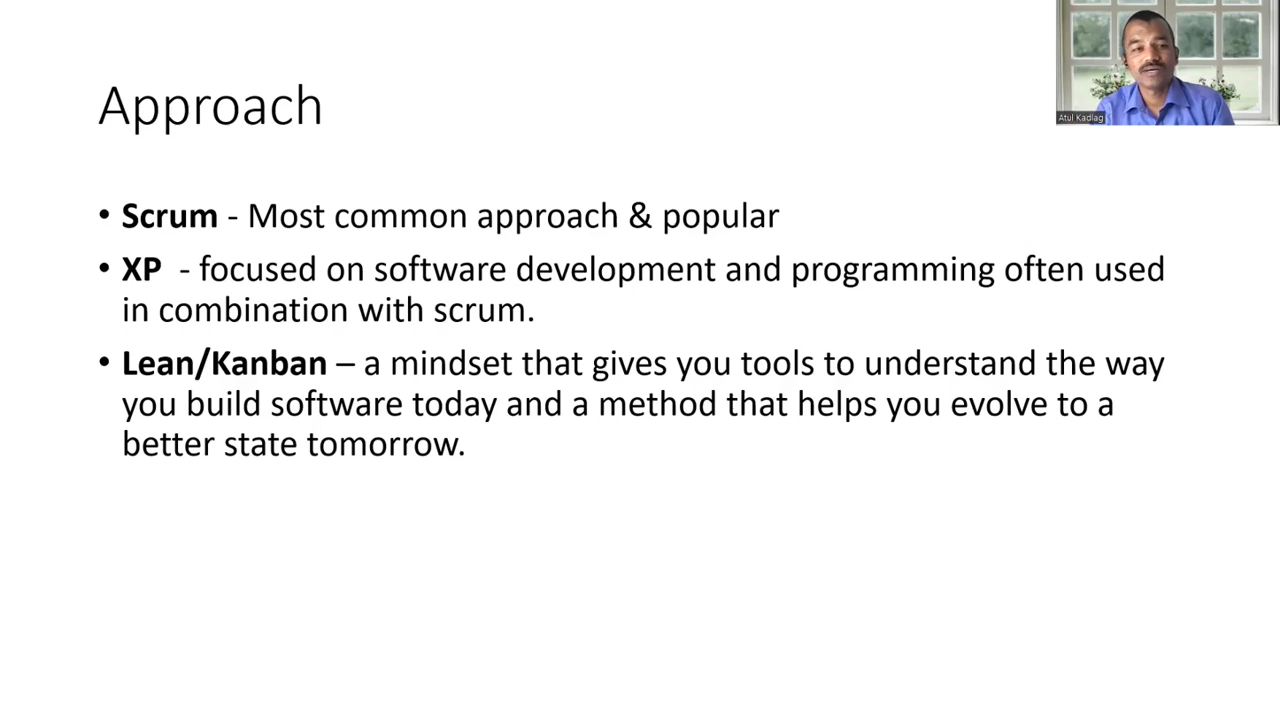 Approach
Atul Kadlag
• Scrum - Most common approach & popular
• XP - focused on software development and programming often used
in combination with scrum.
• Lean/Kanban – a mindset that gives you tools to understand the way
you build software today and a method that helps you evolve to a
better state tomorrow.